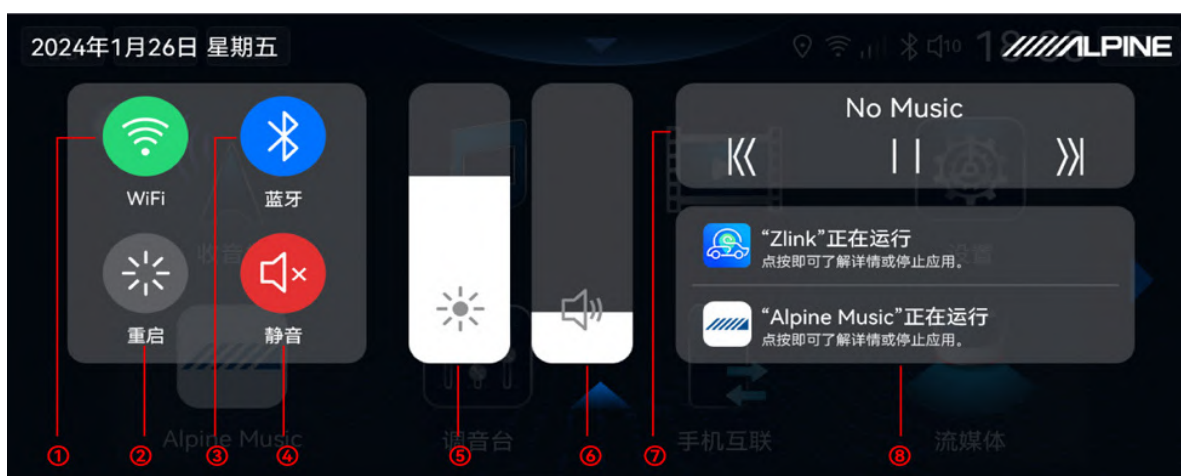 2024年1月26日 星期五
10
ALPINE
No Music
WiFi
蓝牙
“Zlink”正在运行
点按即可了解详情或停止应用。
重启
静音
“Alpine Music”正在运行
点按即可了解详情或停止应用。
设置
Alpine Music
调音台
手机互联
流媒体
①
②
③
④
⑤
⑥
⑦
⑧